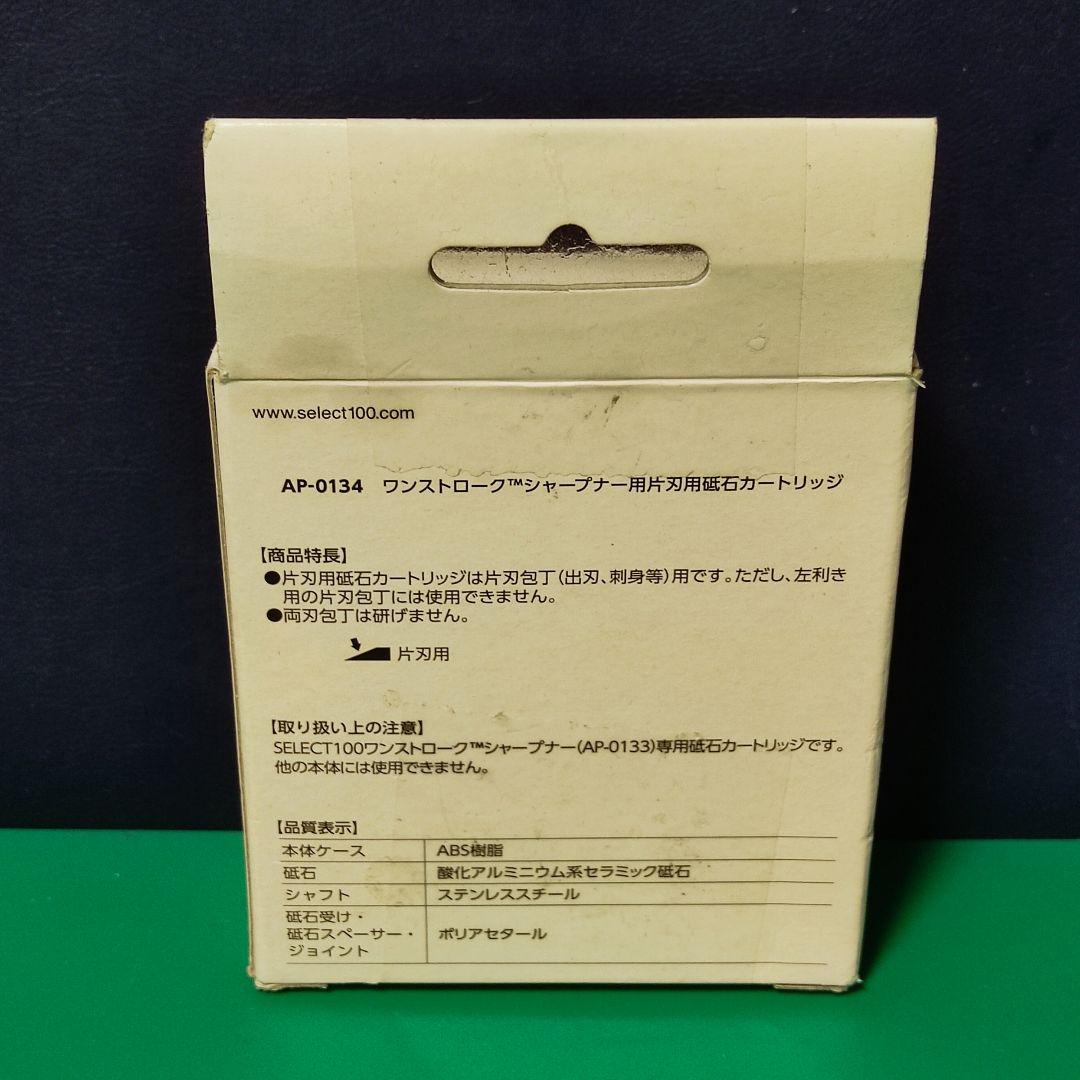 www.select100.com
AP-0134 ワンストローク™シャープナー用片刃用砥石カートリッジ
【商品特長】
●片刃用砥石カートリッジは片刃包丁(出刃、刺身等)用です。ただし、左利き
用の片刃包丁には使用できません。
●両刃包丁は研げません。
片刃用
【取り扱い上の注意】
SELECT100ワンストローク™シャープナー(AP-0133)専用砥石カートリッジです。
他の本体には使用できません。
【品質表示】
本体ケース ABS樹脂
砥石 酸化アルミニウム系セラミック砥石
シャフト ステンレススチール
砥石受け・
砥石スペーサー・ ポリアセタール
ジョイント